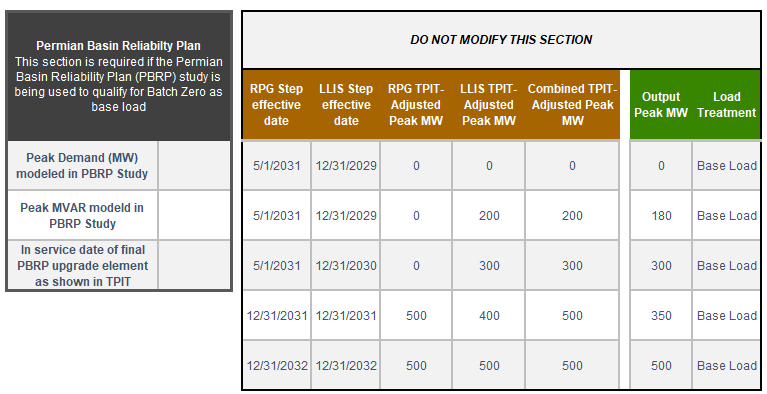 Permian Basin Reliabilty Plan
This section is required if the Permian
Basin Reliability Plan (PBRP) study is
being used to qualify for Batch Zero as
base load
Peak Demand (MW)
modeled in PBRP Study
Peak MVAR modeld in
PBRP Study
In service date of final
PBRP upgrade element
as shown in TPIT
DO NOT MODIFY THIS SECTION
RPG Step effective date LLIS Step effective date RPG TPIT-Adjusted Peak MW LLIS TPIT-Adjusted Peak MW Combined TPIT-Adjusted Peak MW Output Peak MW Load Treatment
5/1/2031 12/31/2029 0 0 0 0 Base Load
5/1/2031 12/31/2029 0 200 200 180 Base Load
5/1/2031 12/31/2030 0 300 300 300 Base Load
12/31/2031 12/31/2031 500 400 500 350 Base Load
12/31/2032 12/31/2032 500 500 500 500 Base Load